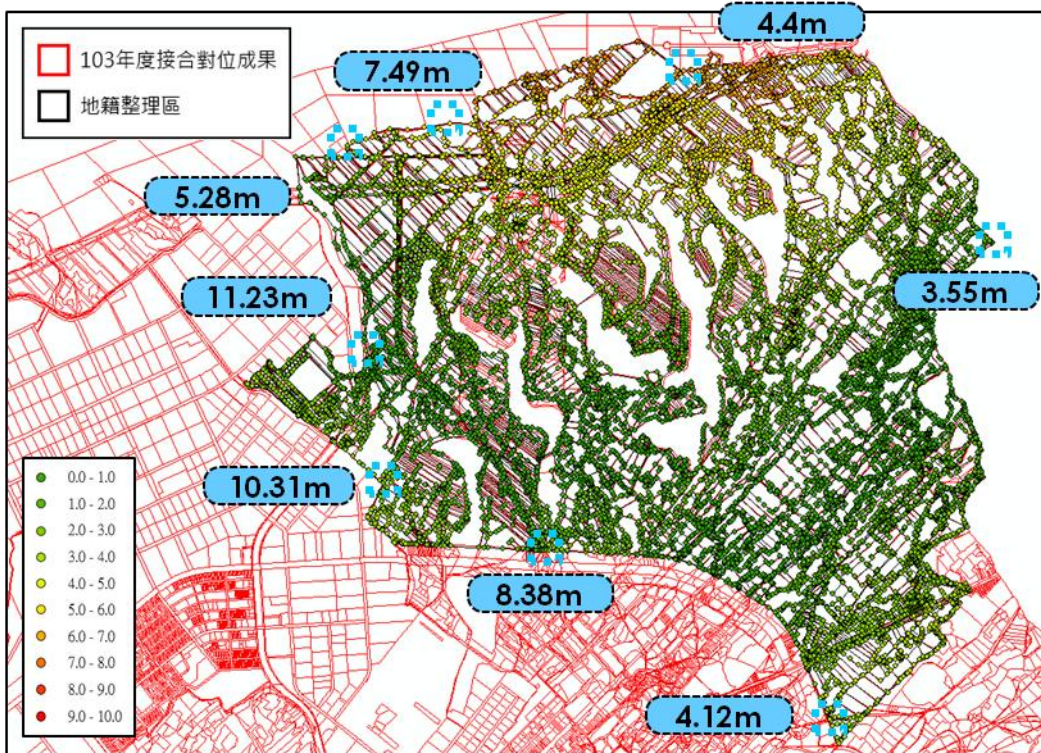 103年度接合對位成果
地籍整理區
4.4m
7.49m
5.28m
11.23m
3.55m
10.31m
8.38m
4.12m
0.0 - 1.0
1.0 - 2.0
2.0 - 3.0
3.0 - 4.0
4.0 - 5.0
5.0 - 6.0
6.0 - 7.0
7.0 - 8.0
8.0 - 9.0
9.0 - 10.0